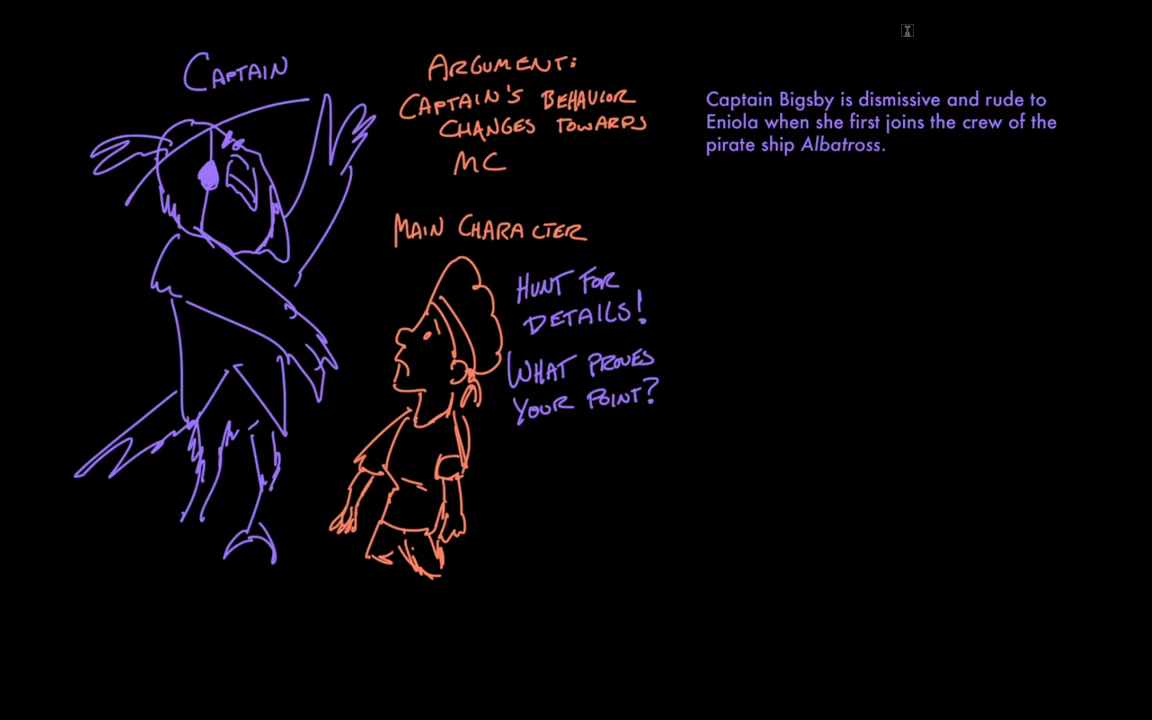 CAPTAIN
ARGUMENT:
CAPTAIN'S BEHAVIOR
CHANGES TOWARDS
MC
MAIN CHARACTER
HUNT FOR
DETAILS!
WHAT PROVES
YOUR POINT?
Captain Bigsby is dismissive and rude to
Eniola when she first joins the crew of the
pirate ship Albatross.